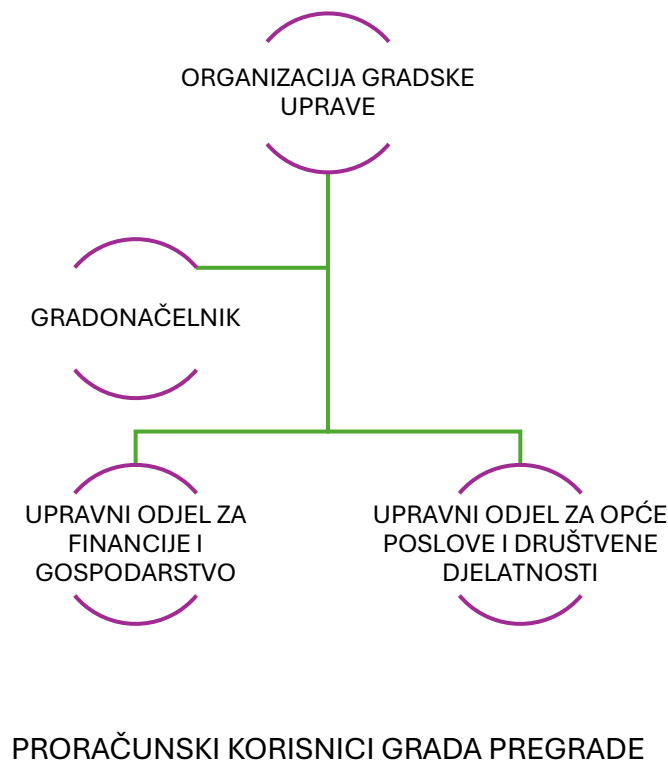 ORGANIZACIJA GRADSKE
UPRAVE
GRADONAČELNIK
UPRAVNI ODJEL ZA
FINANCIJE I
GOSPODARSTVO
UPRAVNI ODJEL ZA OPĆE
POSLOVE I DRUŠTVENE
DJELATNOSTI
PRORAČUNSKI KORISNICI GRADA PREGRADE